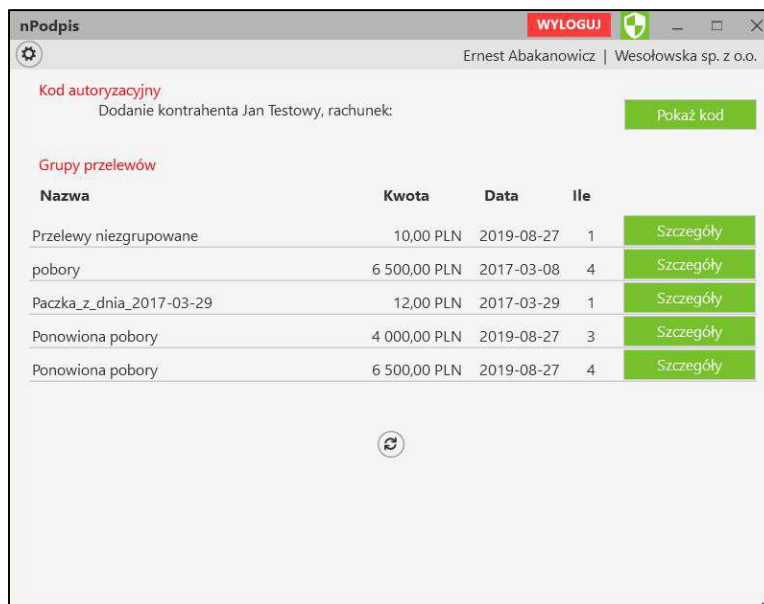 nPodpis WYLOGUJ
Ernest Abakanowicz | Wesołowska sp. z o.o.
Kod autoryzacyjny
Dodanie kontrahenta Jan Testowy, rachunek: Pokaż kod
Grupy przelewów
Nazwa Kwota Data Ile
Przelewy niezgrupowane 10,00 PLN 2019-08-27 1 Szczegóły
pobory 6 500,00 PLN 2017-03-08 4 Szczegóły
Paczka_z_dnia_2017-03-29 12,00 PLN 2017-03-29 1 Szczegóły
Ponowiona pobory 4 000,00 PLN 2019-08-27 3 Szczegóły
Ponowiona pobory 6 500,00 PLN 2019-08-27 4 Szczegóły